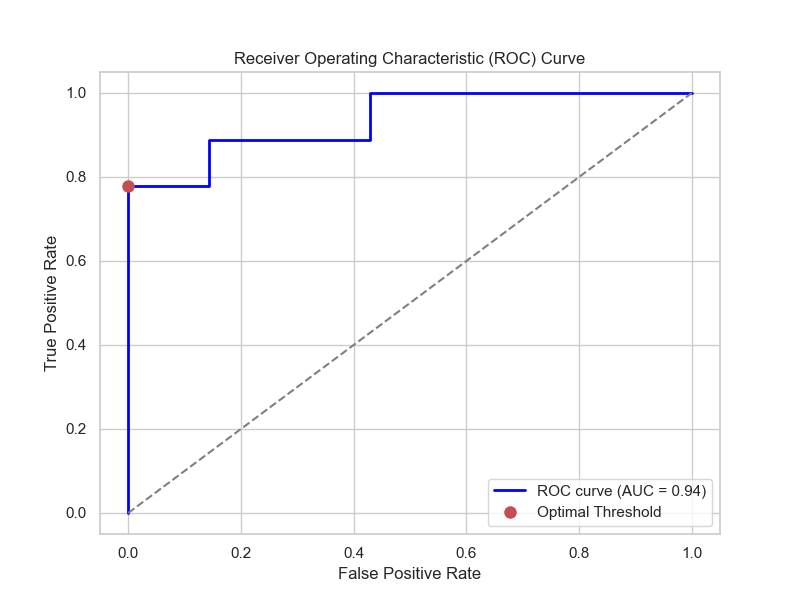 Receiver Operating Characteristic (ROC) Curve
True Positive Rate
1.0
0.8
0.6
0.4
0.2
0.0
0.0 0.2 0.4 0.6 0.8 1.0
False Positive Rate
ROC curve (AUC = 0.94)
Optimal Threshold